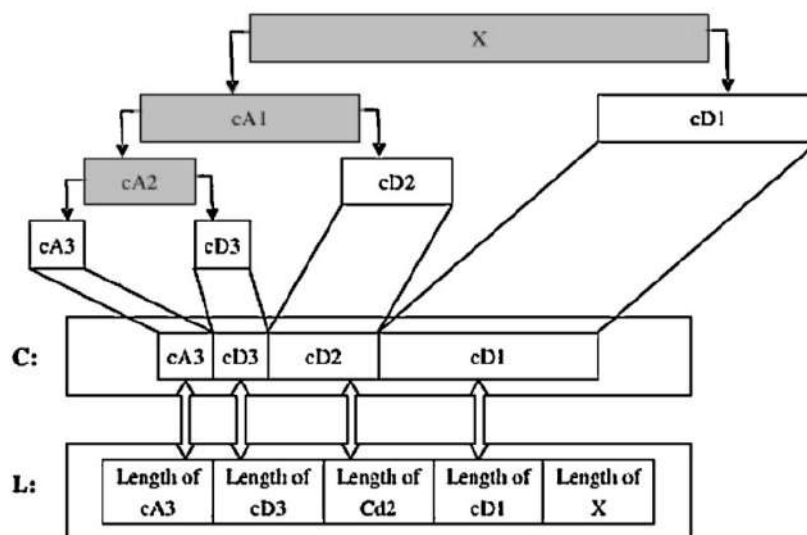 X
cA1
cD1
cA2
cD2
cA3
cD3
C:
cA3
cD3
cD2
cD1
L:
Length of
cA3
Length of
cD3
Length of
Cd2
Length of
cD1
Length of
X